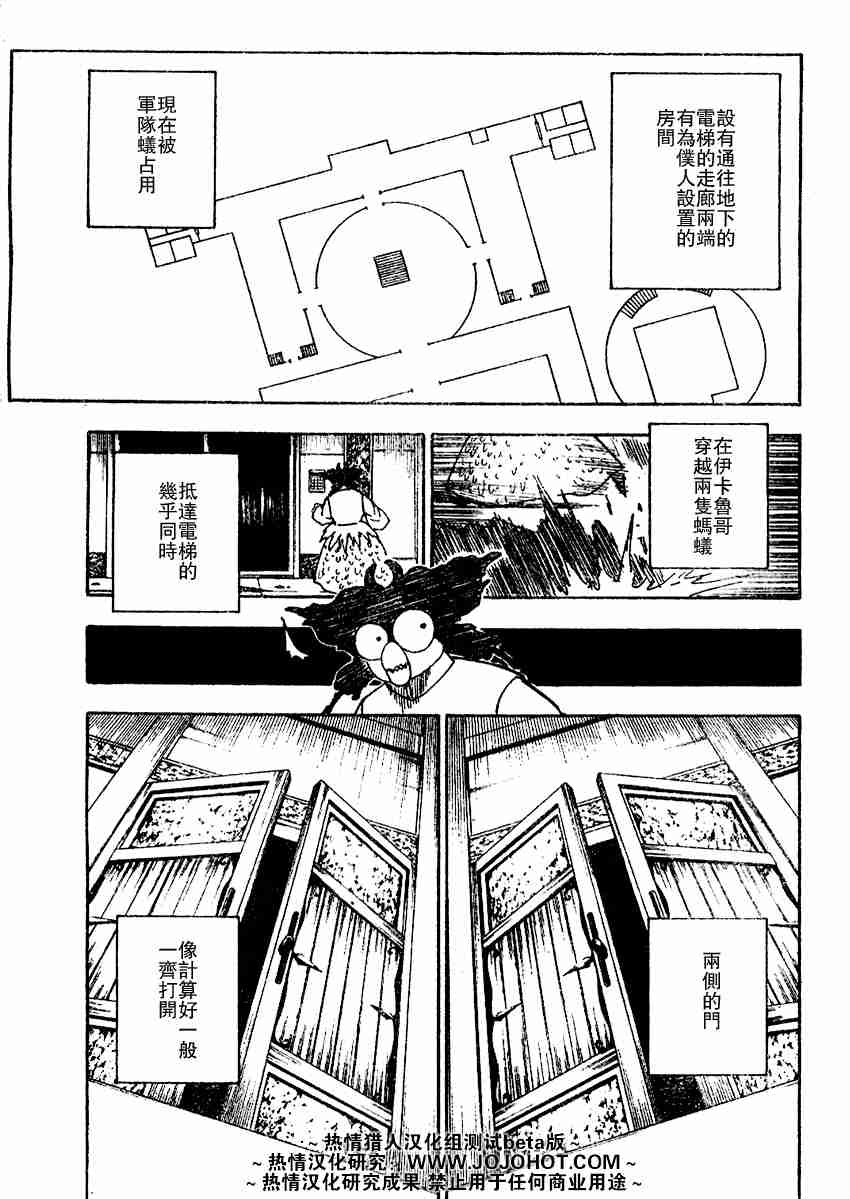 設有通往地下的
電梯的走廊兩端
有為僕人設置的
房間
現在被
軍隊蟻占用
在伊卡魯哥
穿越兩隻螞蟻
抵達電梯的
幾乎同時
兩側的門
像計算好一般
一齊打開
~ 热情猎人汉化组测试beta版 ~
~ 热情汉化研究：WWW.JOJOHOT.COM ~
~ 热情汉化研究成果 禁止用于任何商业用途 ~